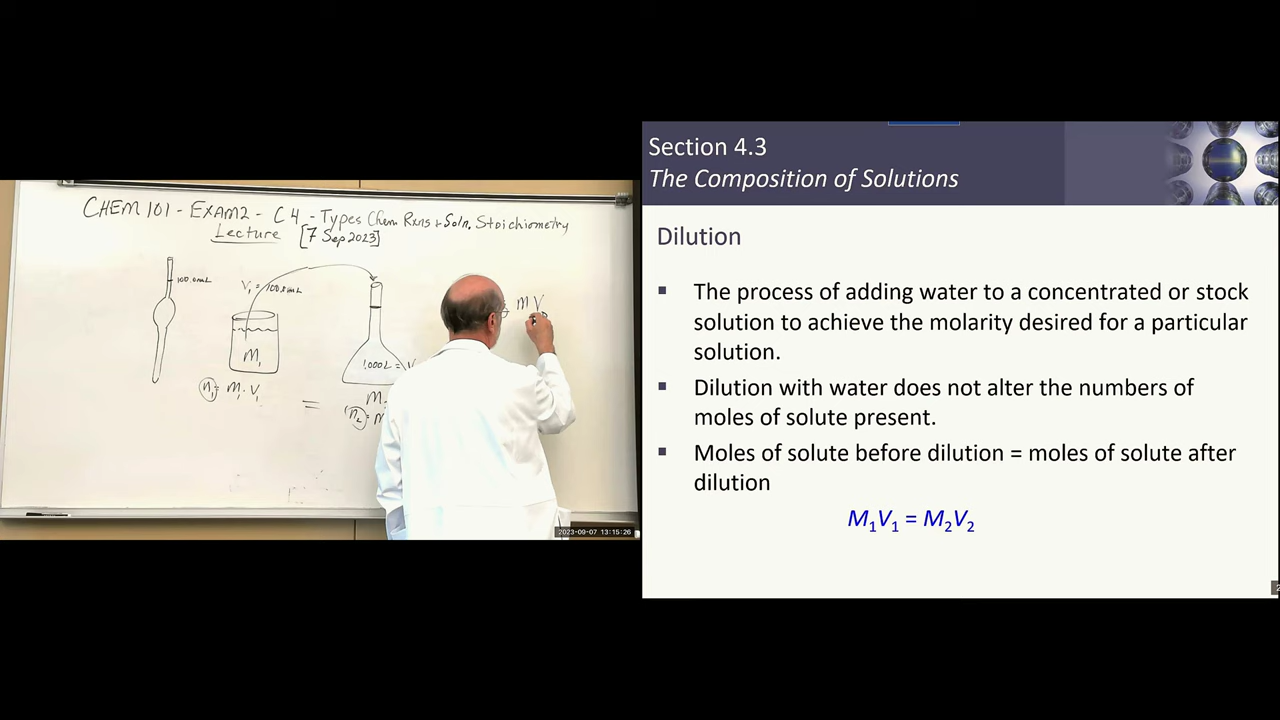 CHEM 101 - EXAM 2 - C 4 - Types Chem Rxns + Soln. Stoichiometry
Lecture [7 Sep 2023]
100.0mL
V₁ = 100.0mL
M₁
n₁ = M₁ · V₁
=
1.000L = V
M
n₂ = M
= M V
2023-09-07 13:15:26
Section 4.3
The Composition of Solutions
Dilution
▪ The process of adding water to a concentrated or stock
solution to achieve the molarity desired for a particular
solution.
▪ Dilution with water does not alter the numbers of
moles of solute present.
▪ Moles of solute before dilution = moles of solute after
dilution
M₁V₁ = M₂V₂